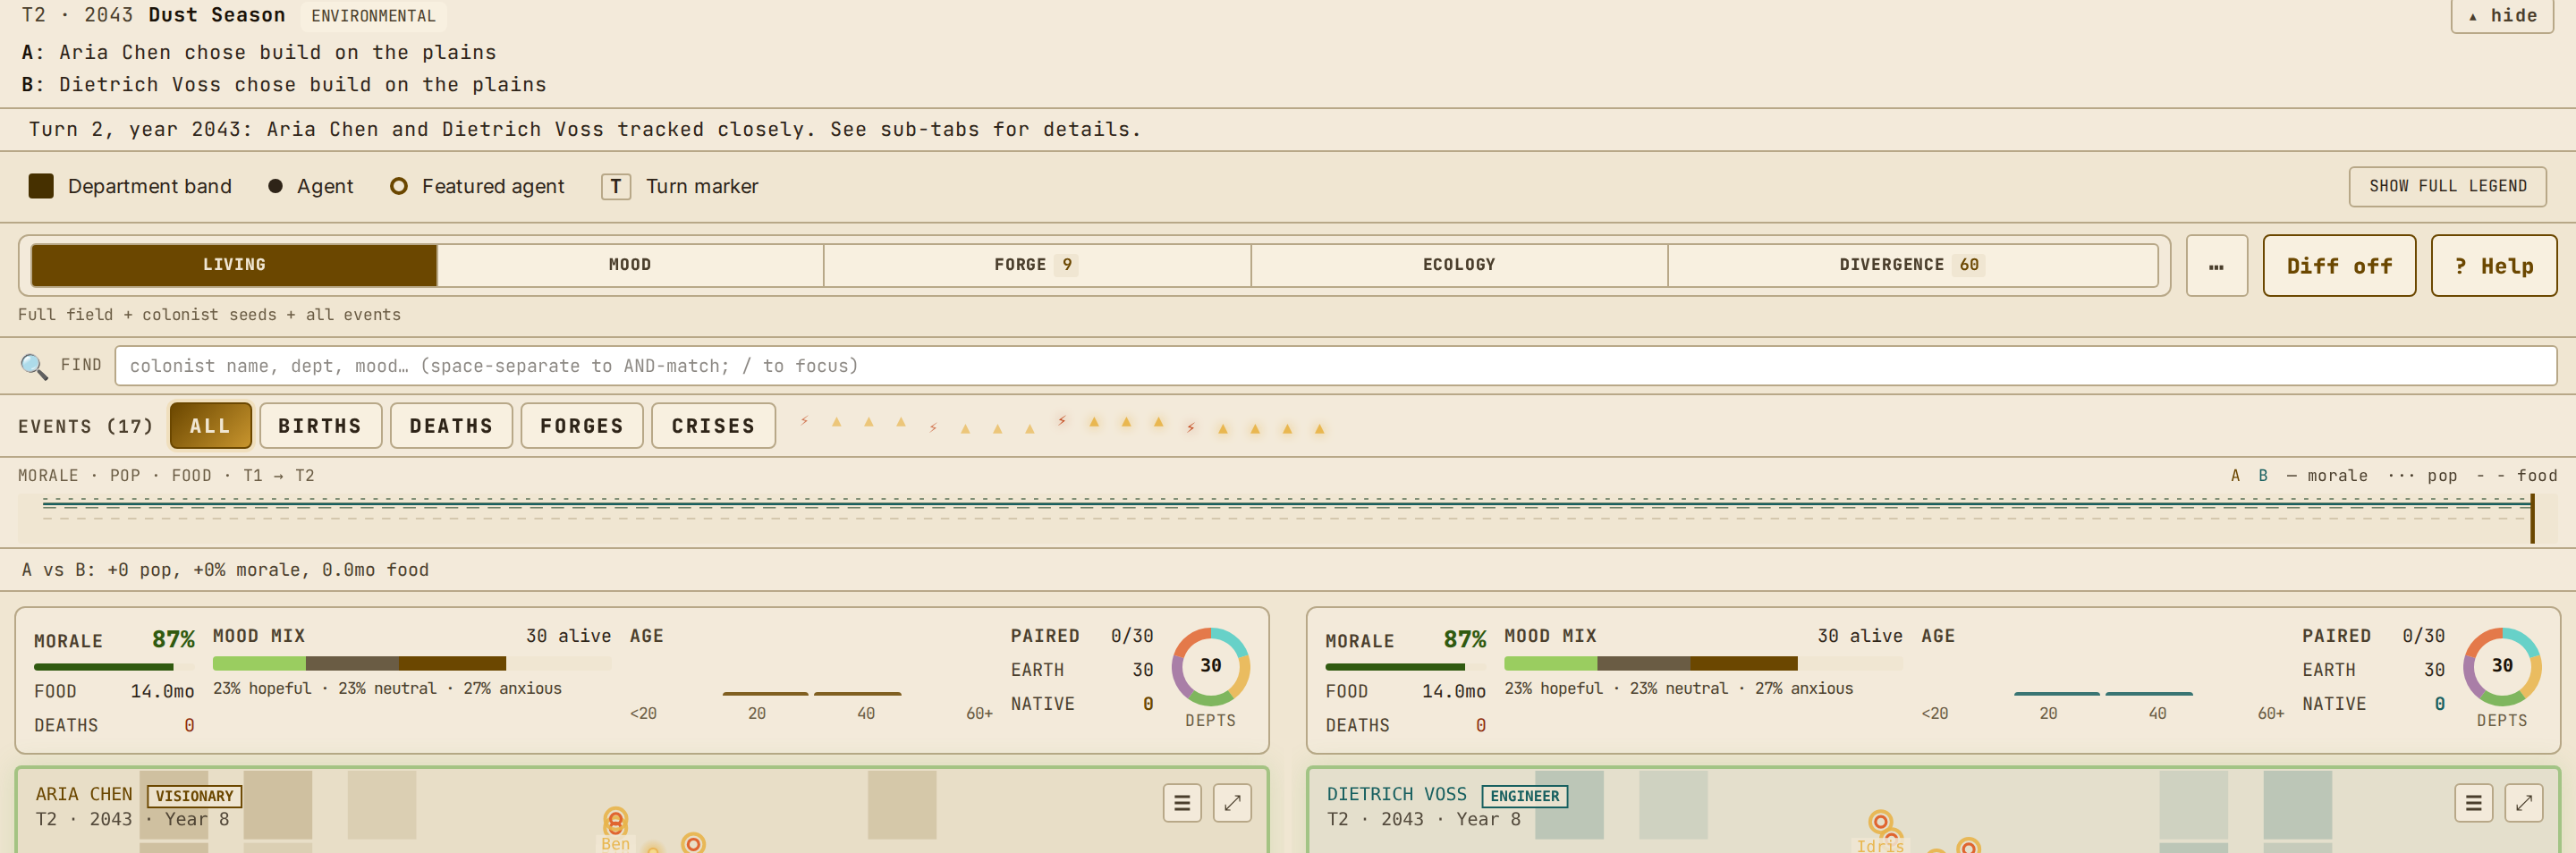 T2 · 2043 Dust Season ENVIRONMENTAL
▲ hide
A: Aria Chen chose build on the plains
B: Dietrich Voss chose build on the plains
Turn 2, year 2043: Aria Chen and Dietrich Voss tracked closely. See sub-tabs for details.
Department band Agent Featured agent T Turn marker
SHOW FULL LEGEND
LIVING MOOD FORGE 9 ECOLOGY DIVERGENCE 60
… Diff off ? Help
Full field + colonist seeds + all events
FIND colonist name, dept, mood… (space-separate to AND-match; / to focus)
EVENTS (17) ALL BIRTHS DEATHS FORGES CRISES
MORALE · POP · FOOD · T1 → T2
A B — morale ··· pop - - food
A vs B: +0 pop, +0% morale, 0.0mo food
MORALE 87%
FOOD 14.0mo
DEATHS 0
MOOD MIX 30 alive
23% hopeful · 23% neutral · 27% anxious
AGE
<20 20 40 60+
PAIRED 0/30
EARTH 30
NATIVE 0
30
DEPTS
MORALE 87%
FOOD 14.0mo
DEATHS 0
MOOD MIX 30 alive
23% hopeful · 23% neutral · 27% anxious
AGE
<20 20 40 60+
PAIRED 0/30
EARTH 30
NATIVE 0
30
DEPTS
ARIA CHEN VISIONARY
T2 · 2043 · Year 8
Ben
DIETRICH VOSS ENGINEER
T2 · 2043 · Year 8
Idris